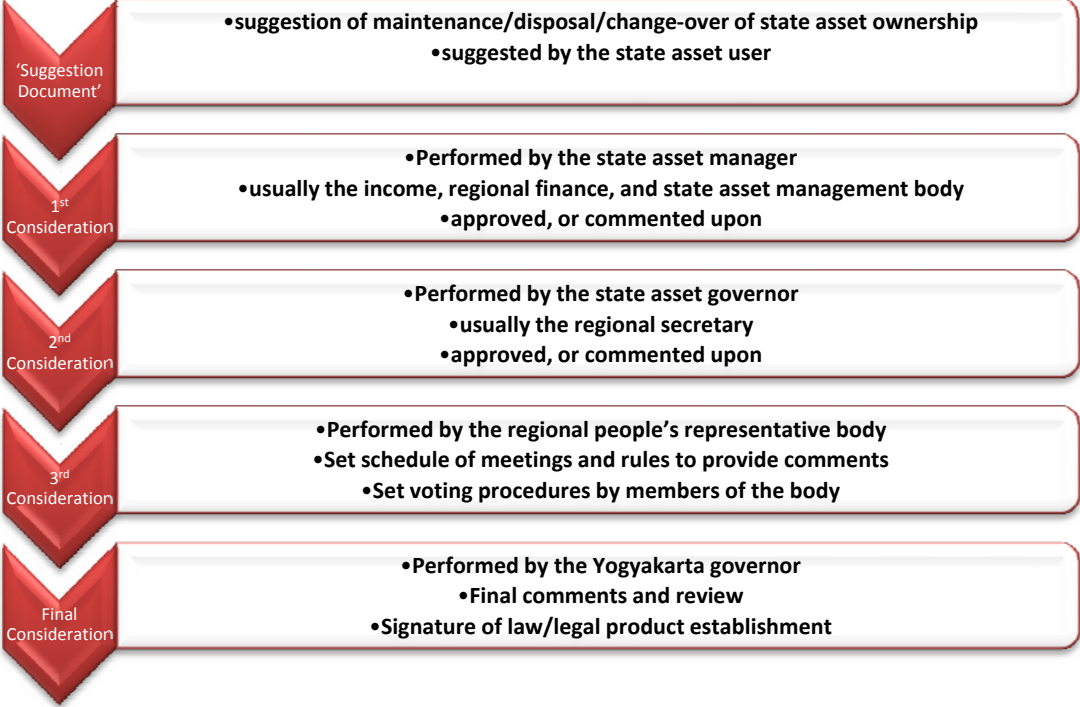 ‘Suggestion
Document’
•suggestion of maintenance/disposal/change-over of state asset ownership
•suggested by the state asset user
1st
Consideration
•Performed by the state asset manager
•usually the income, regional finance, and state asset management body
•approved, or commented upon
2nd
Consideration
•Performed by the state asset governor
•usually the regional secretary
•approved, or commented upon
3rd
Consideration
•Performed by the regional people’s representative body
•Set schedule of meetings and rules to provide comments
•Set voting procedures by members of the body
Final
Consideration
•Performed by the Yogyakarta governor
•Final comments and review
•Signature of law/legal product establishment